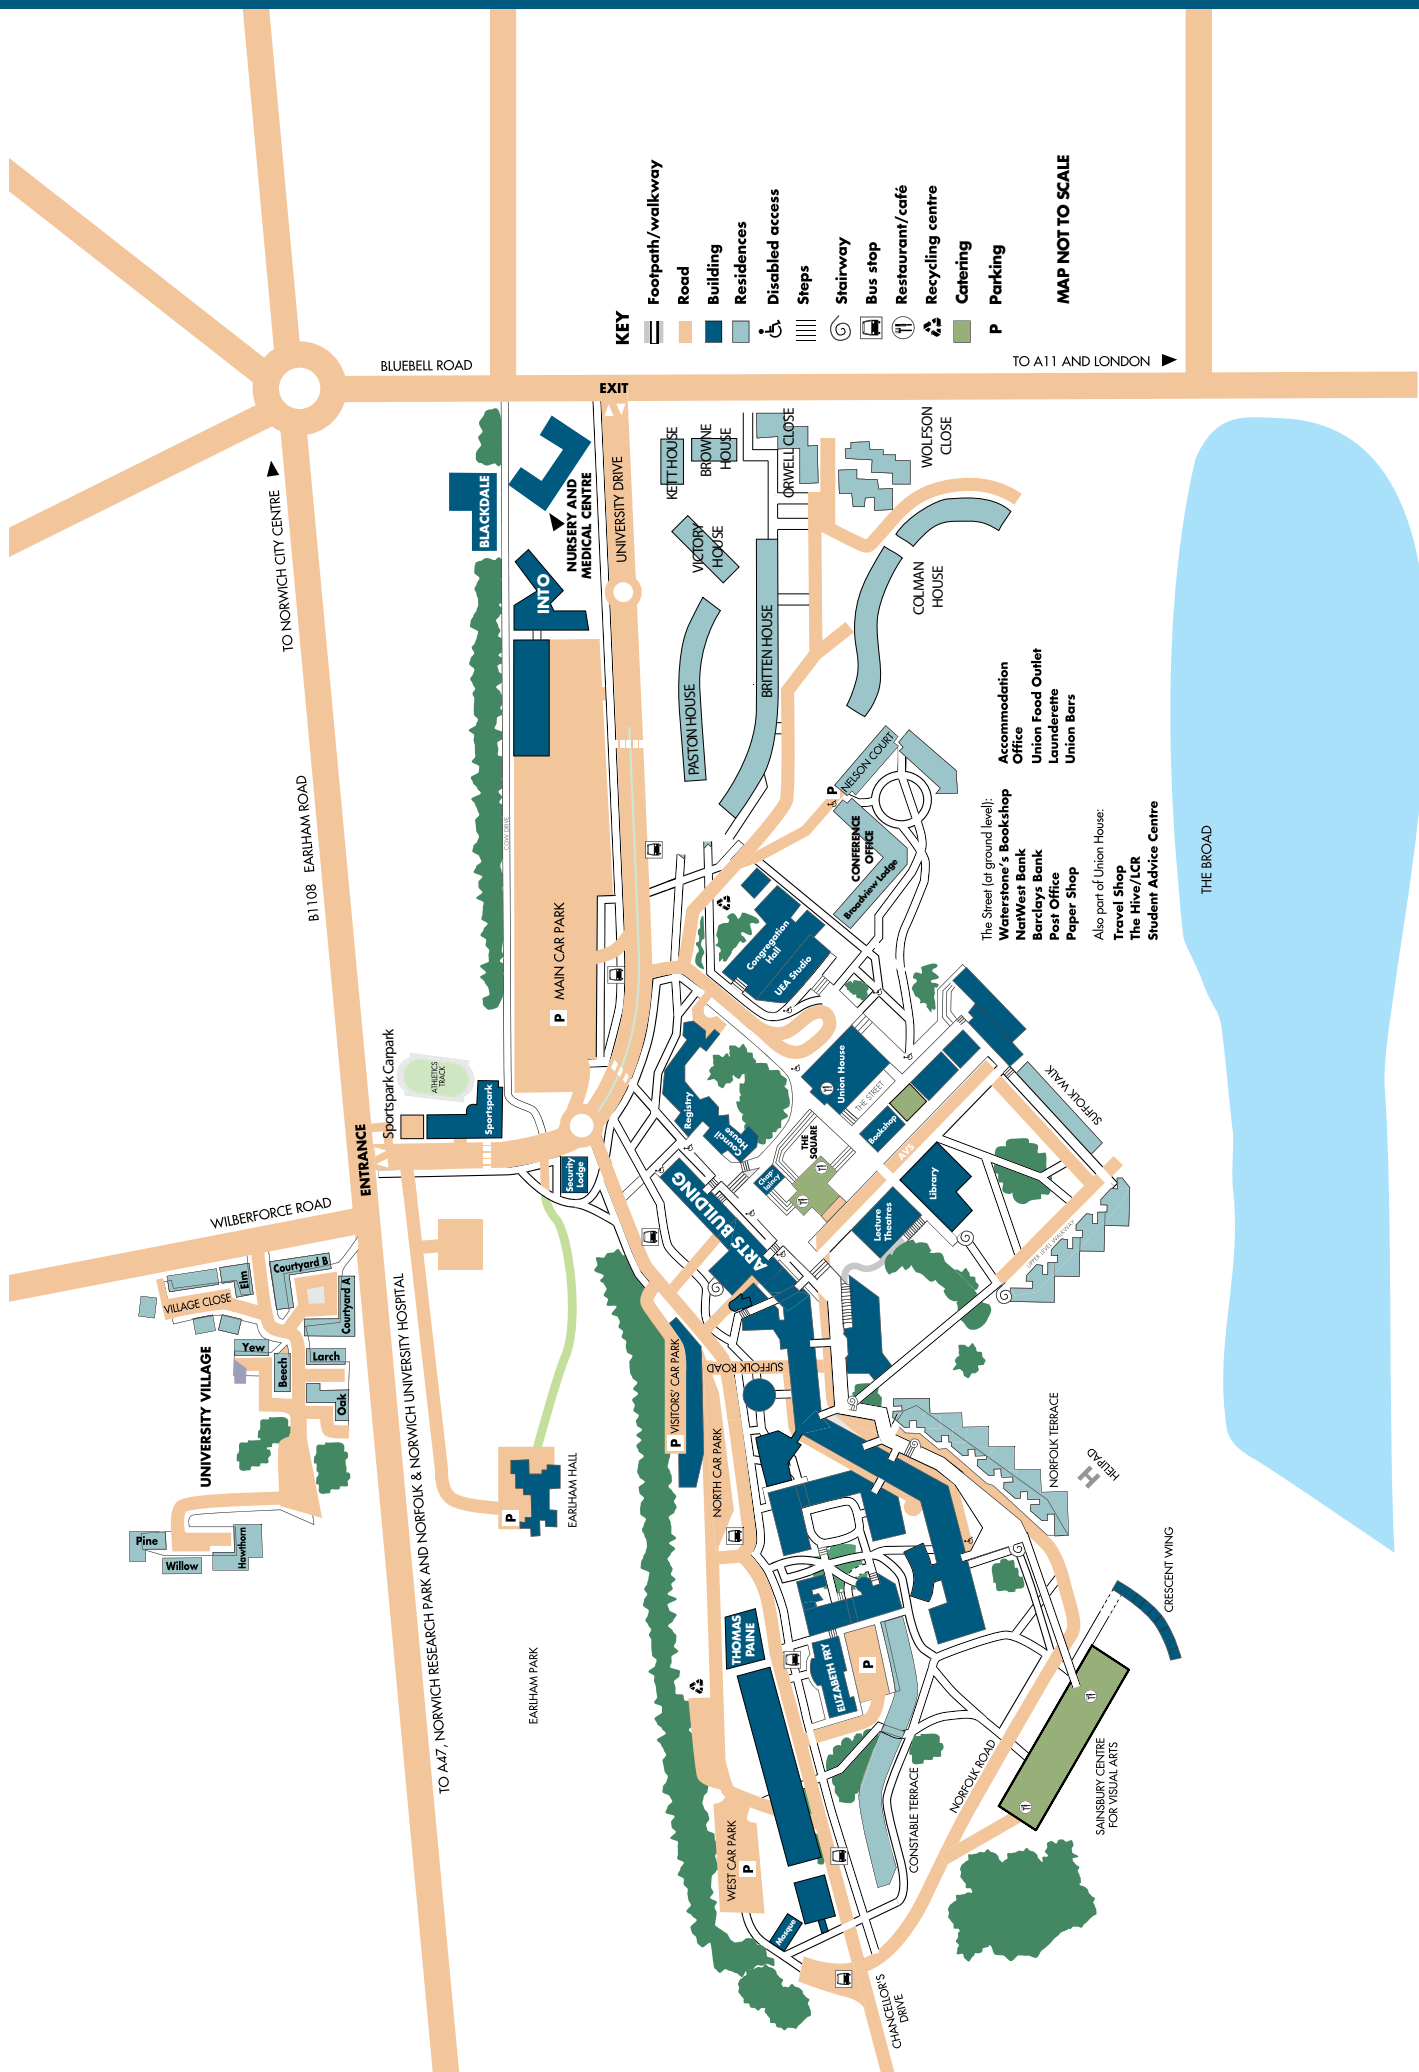 KEY
Footpath/walkway
Road
Building
Residences
Disabled access
Steps
Stairway
Bus stop
Restaurant/café
Recycling centre
Catering
P Parking
MAP NOT TO SCALE
BLUEBELL ROAD
TO A11 AND LONDON
EXIT
TO NORWICH CITY CENTRE
B1108 EARLHAM ROAD
BLACKDALE
NURSERY AND
MEDICAL CENTRE
INTO
UNIVERSITY DRIVE
KETT HOUSE
BROWNE
HOUSE
ORWELL CLOSE
WOLFSON
CLOSE
VICTORY
HOUSE
COLMAN
HOUSE
PASTON HOUSE
BRITTEN HOUSE
NELSON COURT
P
CONFERENCE
OFFICE
Broadview Lodge
COW DRIVE
P MAIN CAR PARK
Congregation
Hall
UEA Studio
The Street (at ground level):
Waterstone's Bookshop
NatWest Bank
Barclays Bank
Post Office
Paper Shop
Accommodation
Office
Union Food Outlet
Launderette
Union Bars
Also part of Union House:
Travel Shop
The Hive/LCR
Student Advice Centre
THE BROAD
Sportspark Carpark
ATHLETICS
TRACK
Sportspark
ENTRANCE
Security
Lodge
Registry
Council
House
Union House
THE STREET
THE
SQUARE
Bookshop
Chap-
laincy
AVS
Library
Lecture
Theatres
SUFFOLK WALK
UPPER LEVEL WALKWAY
ARTS BUILDING
WILBERFORCE ROAD
Courtyard B
Elm
VILLAGE CLOSE
Courtyard A
Yew
Beech
Larch
Oak
UNIVERSITY VILLAGE
Pine
Willow
Hawthorn
TO A47, NORWICH RESEARCH PARK AND NORFOLK & NORWICH UNIVERSITY HOSPITAL
P
EARLHAM HALL
EARLHAM PARK
P VISITORS' CAR PARK
SUFFOLK ROAD
NORTH CAR PARK
NORFOLK TERRACE
H
HELIPAD
CRESCENT WING
THOMAS
PAINE
ELIZABETH FRY
P
SAINSBURY CENTRE
FOR VISUAL ARTS
NORFOLK ROAD
CONSTABLE TERRACE
WEST CAR PARK
P
Mosque
CHANCELLOR'S
DRIVE